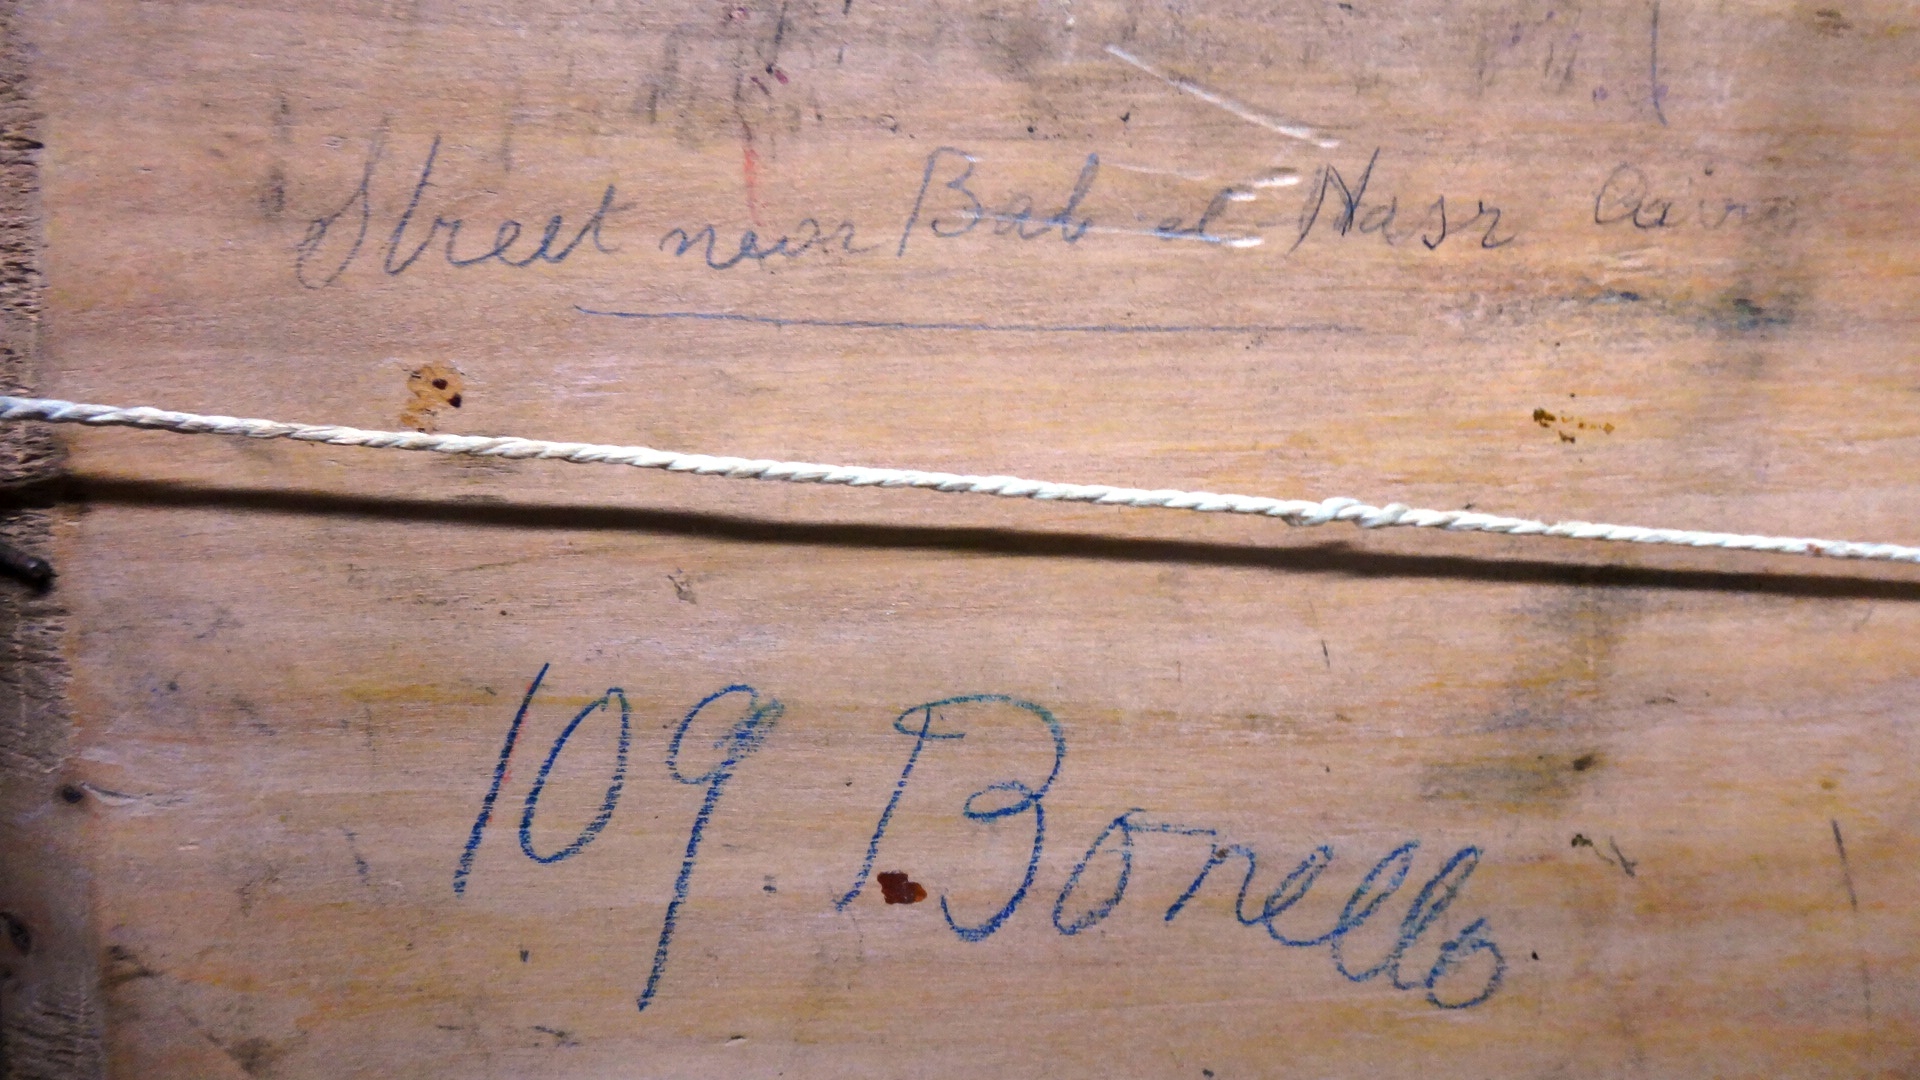 Street near Bab el Nasr Cairo
109 Bonello